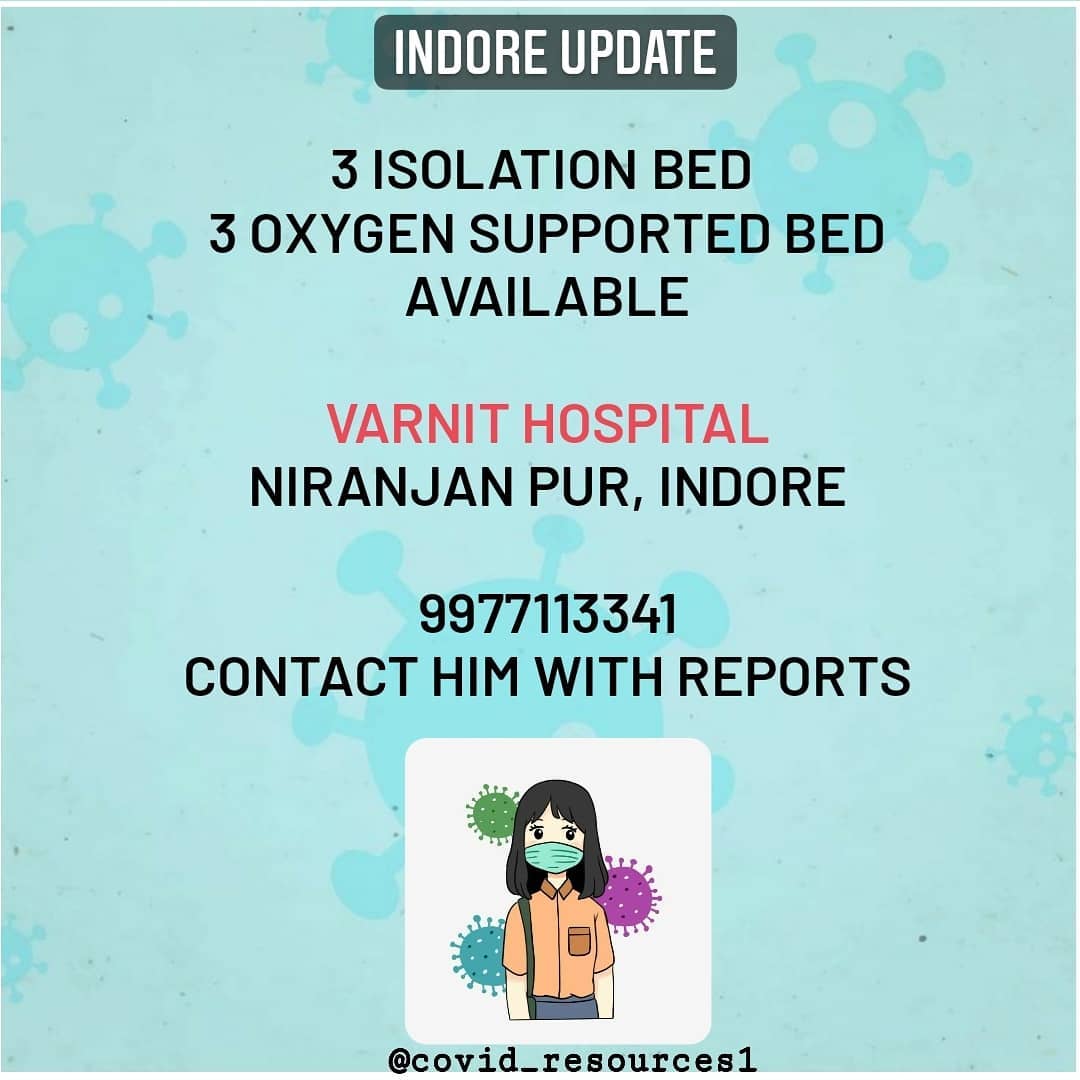 INDORE UPDATE
3 ISOLATION BED
3 OXYGEN SUPPORTED BED
AVAILABLE
VARNIT HOSPITAL
NIRANJAN PUR, INDORE
9977113341
CONTACT HIM WITH REPORTS
@covid_resources1